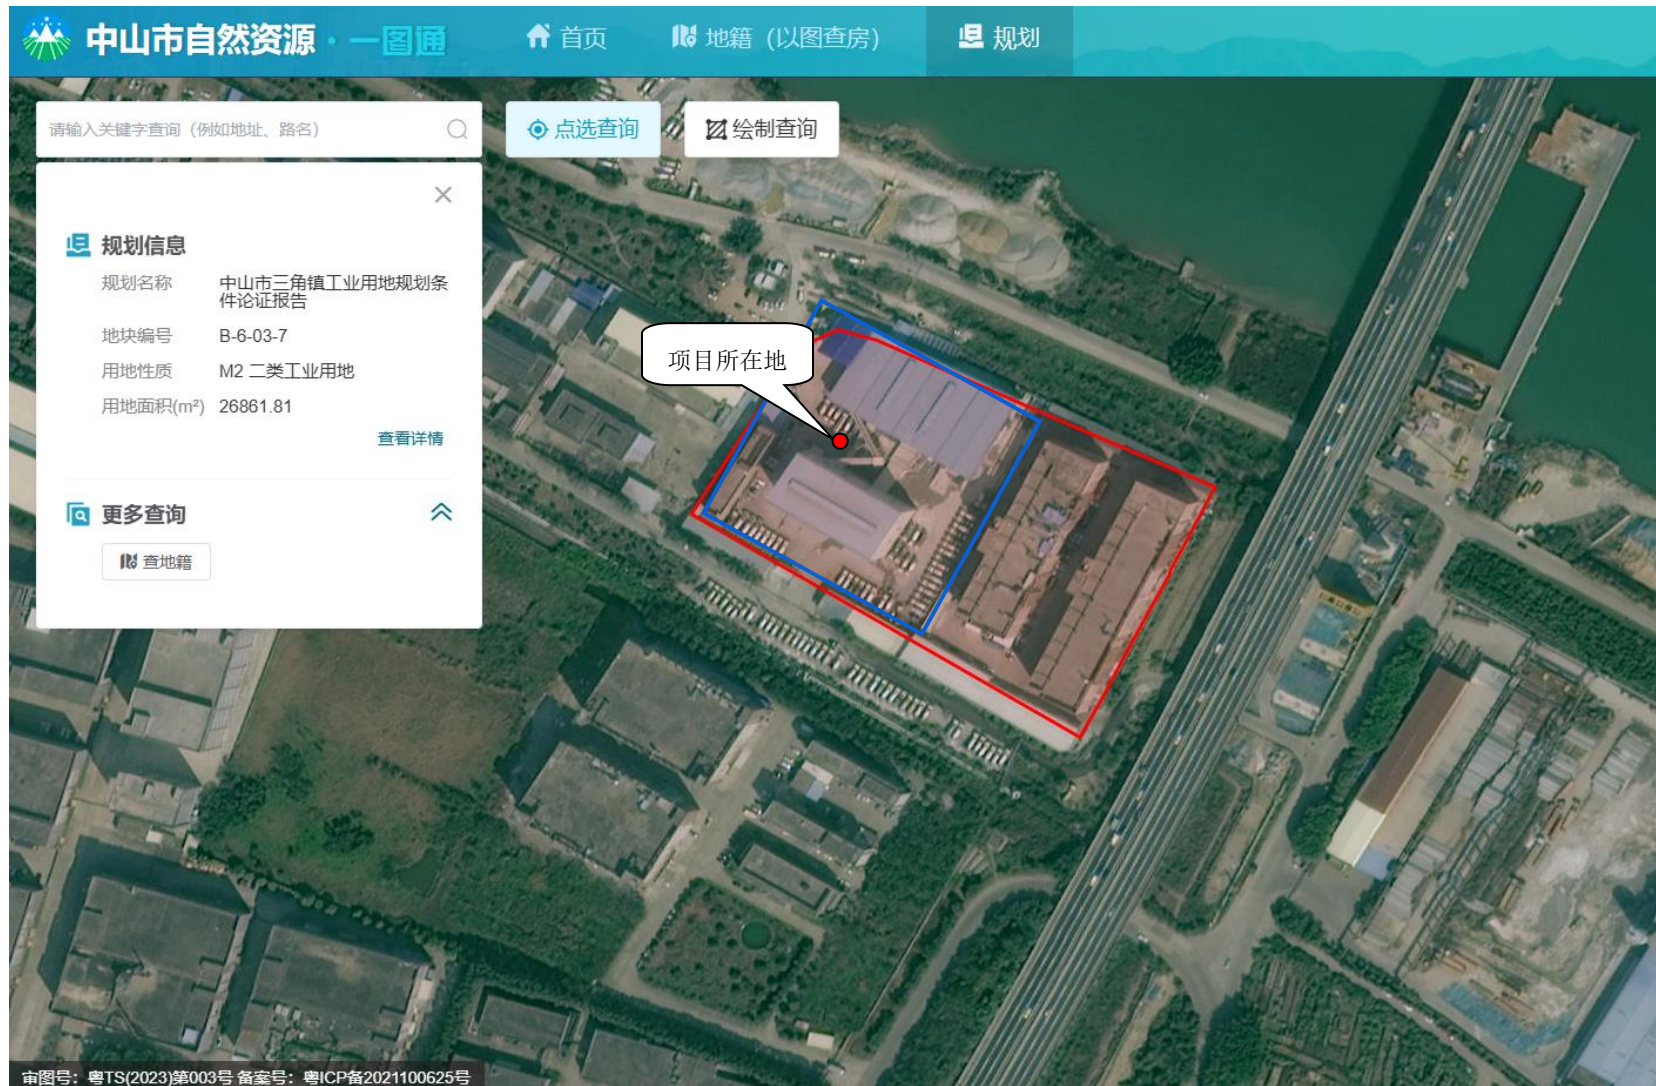 中山市自然资源·一图通
首页
地籍（以图查房）
规划
请输入关键字查询（例如地址、路名）
点选查询
绘制查询
规划信息
规划名称 中山市三角镇工业用地规划条
件论证报告
地块编号 B-6-03-7
用地性质 M2 二类工业用地
用地面积(m²) 26861.81
查看详情
更多查询
查地籍
项目所在地
审图号：粤TS(2023)第003号 备案号：粤ICP备2021100625号